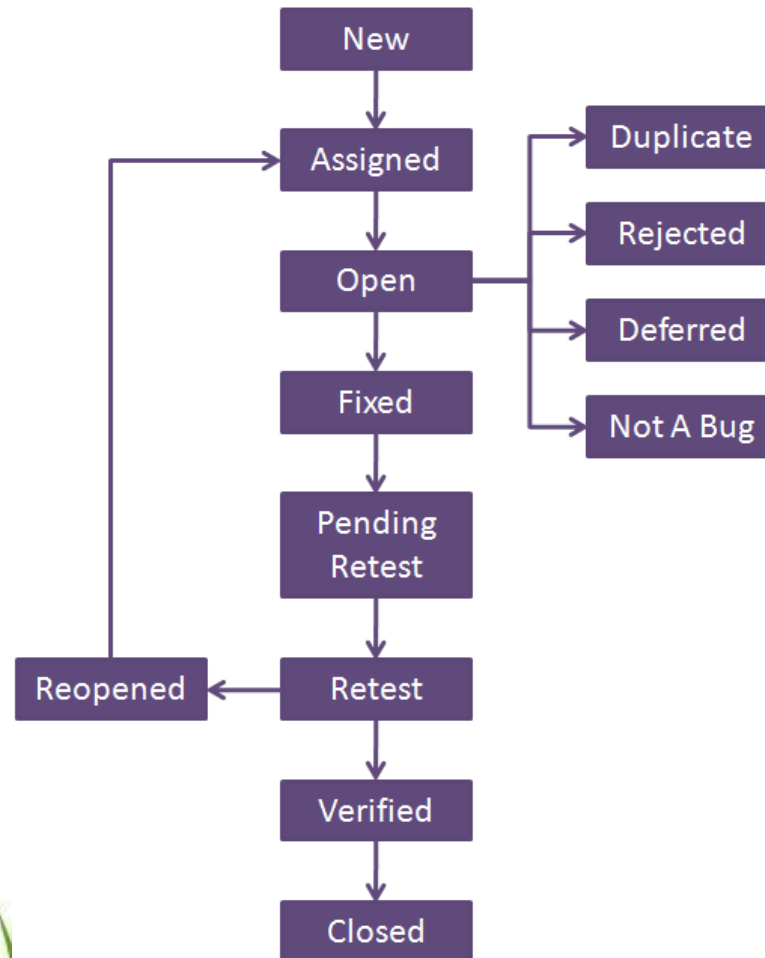 New
Assigned
Duplicate
Rejected
Open
Deferred
Fixed
Not A Bug
Pending
Retest
Reopened
Retest
Verified
Closed